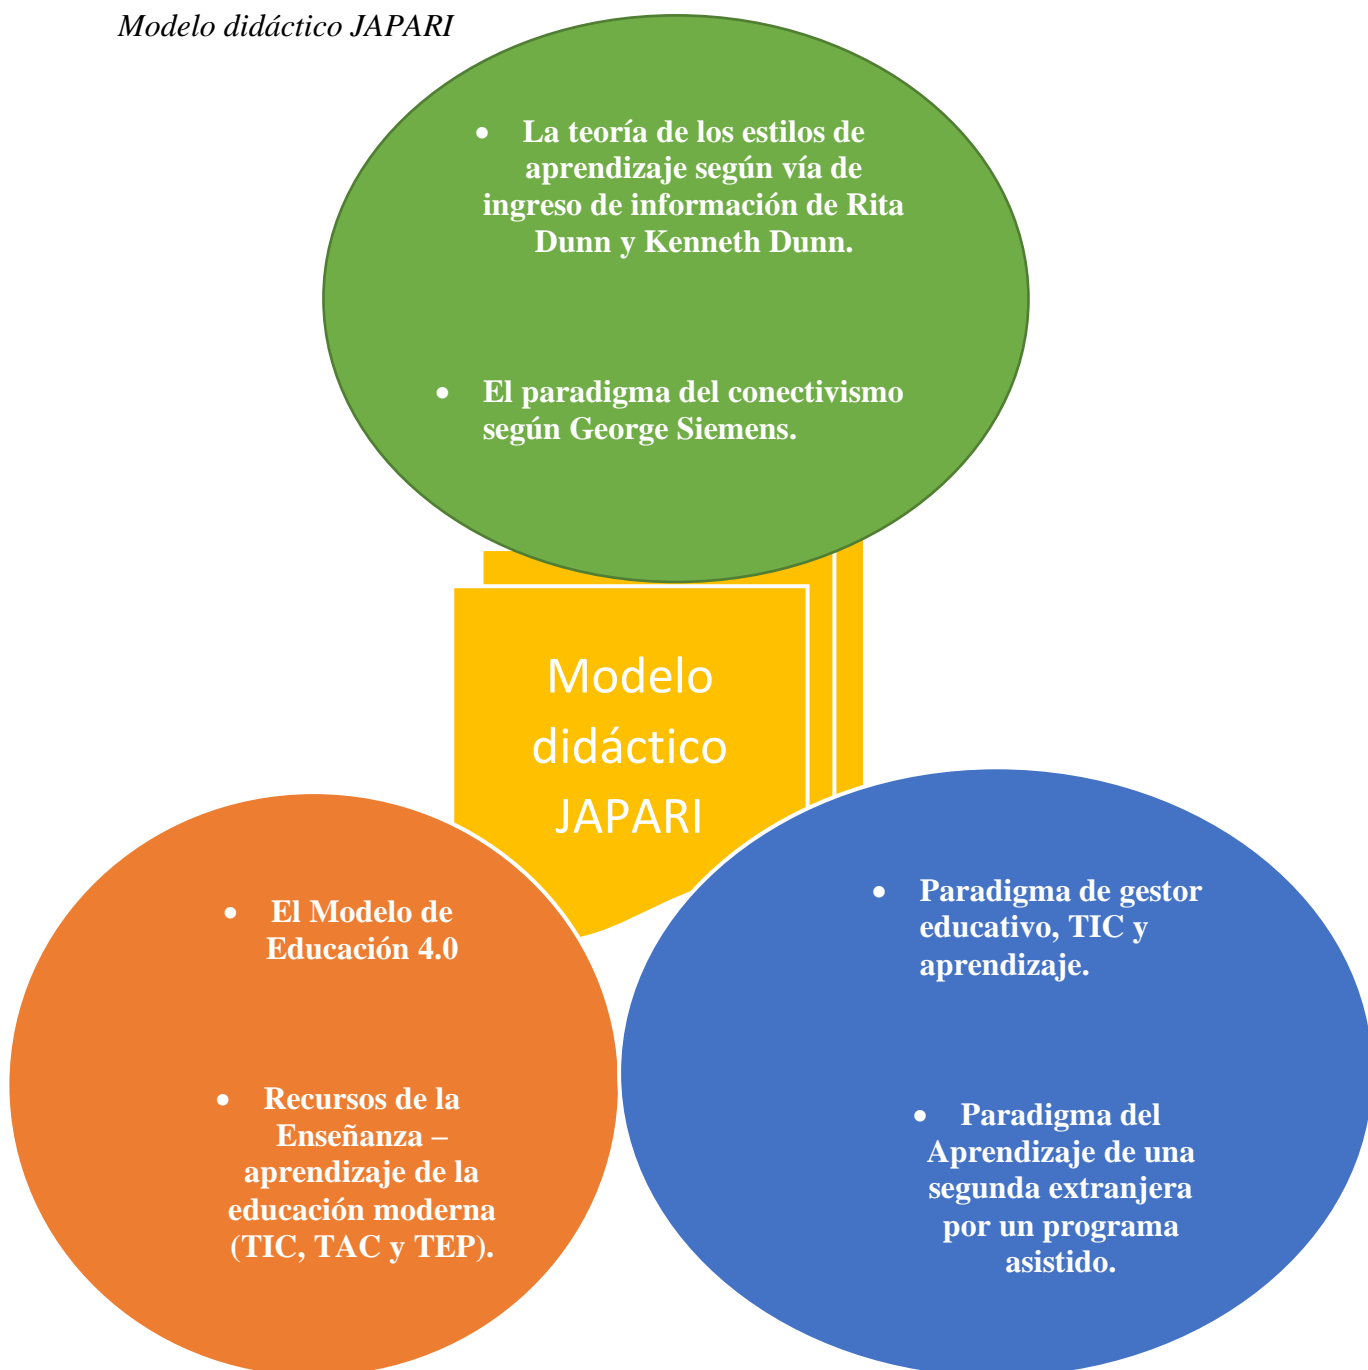 Modelo didáctico JAPARI
• La teoría de los estilos de
aprendizaje según vía de
ingreso de información de Rita
Dunn y Kenneth Dunn.
• El paradigma del conectivismo
según George Siemens.
Modelo
didáctico
JAPARI
• El Modelo de
Educación 4.0
• Recursos de la
Enseñanza –
aprendizaje de la
educación moderna
(TIC, TAC y TEP).
• Paradigma de gestor
educativo, TIC y
aprendizaje.
• Paradigma del
Aprendizaje de una
segunda extranjera
por un programa
asistido.